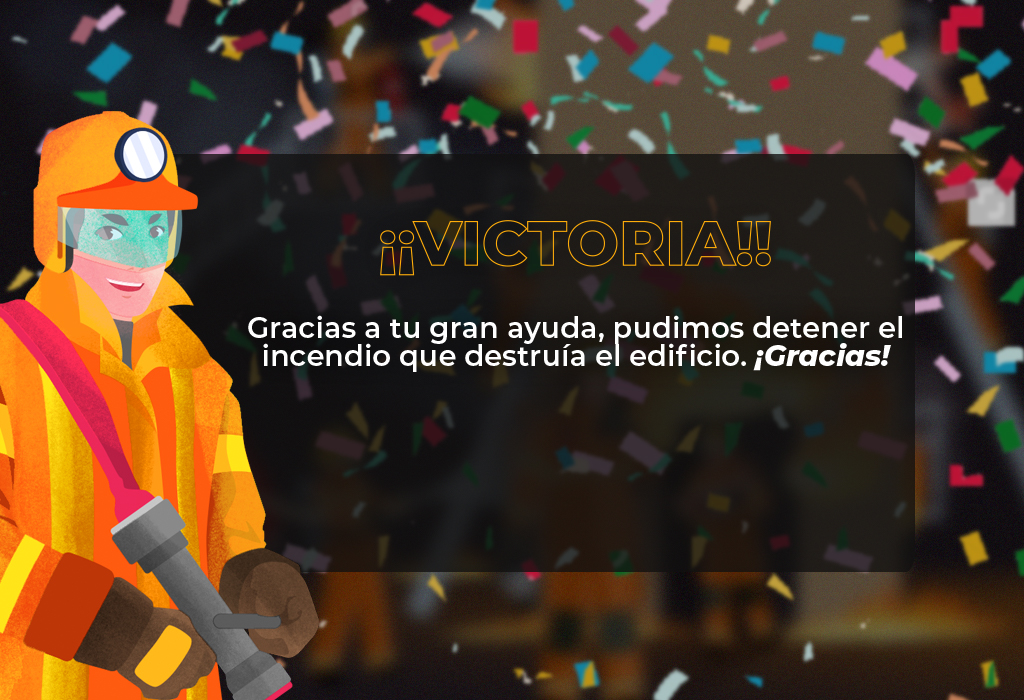 ¡¡VICTORIA!!
Gracias a tu gran ayuda, pudimos detener el
incendio que destruía el edificio. ¡Gracias!